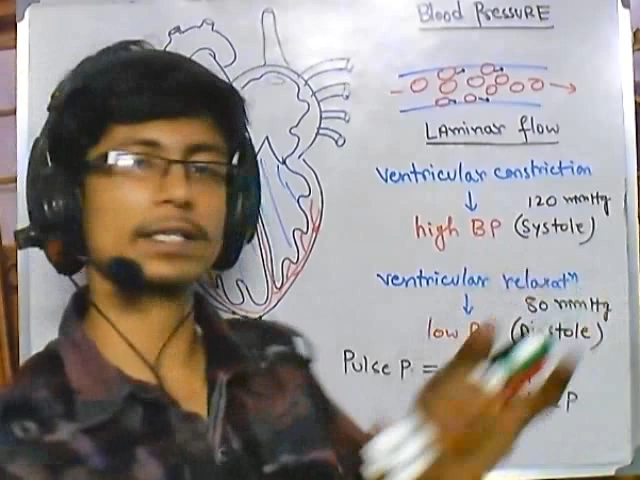 Blood Pressure
Laminar flow
ventricular constriction
↓ 120 mmHg
high BP (Systole)
ventricular relaxatⁿ
↓ 80 mmHg
low
Pulse P =
P